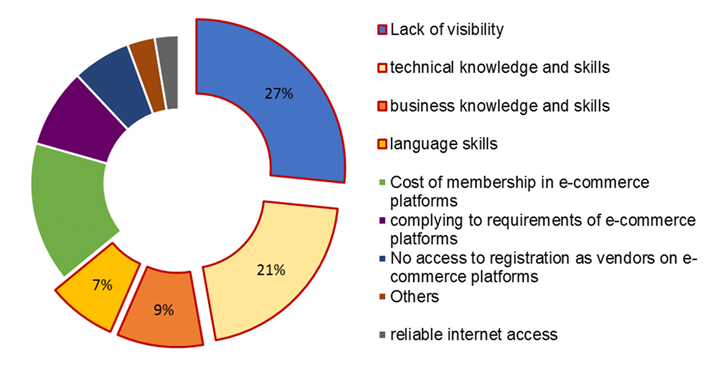 27%
21%
9%
7%
Lack of visibility
technical knowledge and skills
business knowledge and skills
language skills
Cost of membership in e-commerce
platforms
complying to requirements of e-commerce
platforms
No access to registration as vendors on e-
commerce platforms
Others
reliable internet access